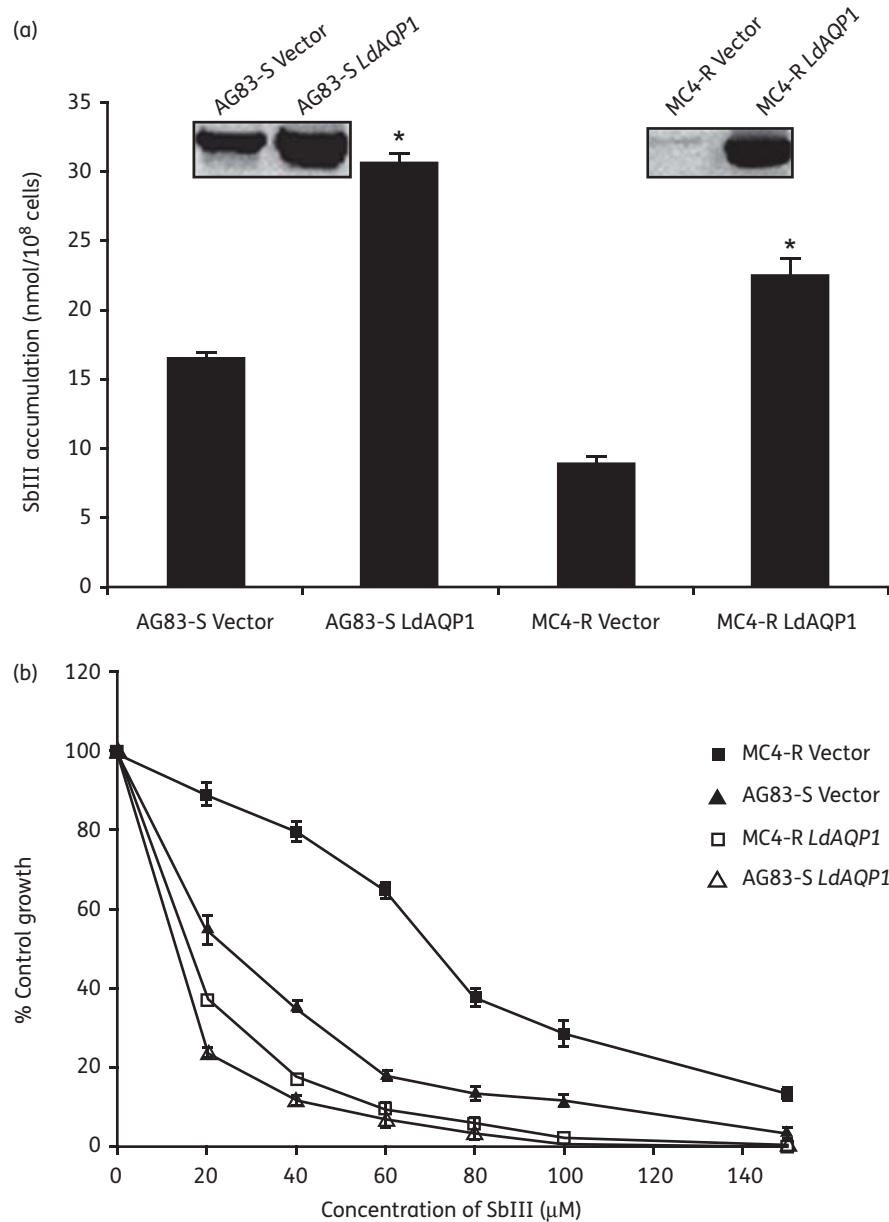 (a)
AG83-S Vector
AG83-S LdAQP1
MC4-R Vector
MC4-R LdAQP1
35
30
25
20
15
10
5
0
SbIII accumulation (nmol/10⁸ cells)
*
*
AG83-S Vector
AG83-S LdAQP1
MC4-R Vector
MC4-R LdAQP1
(b)
120
100
80
60
40
20
0
% Control growth
MC4-R Vector
AG83-S Vector
MC4-R LdAQP1
AG83-S LdAQP1
0 20 40 60 80 100 120 140
Concentration of SbIII (μM)